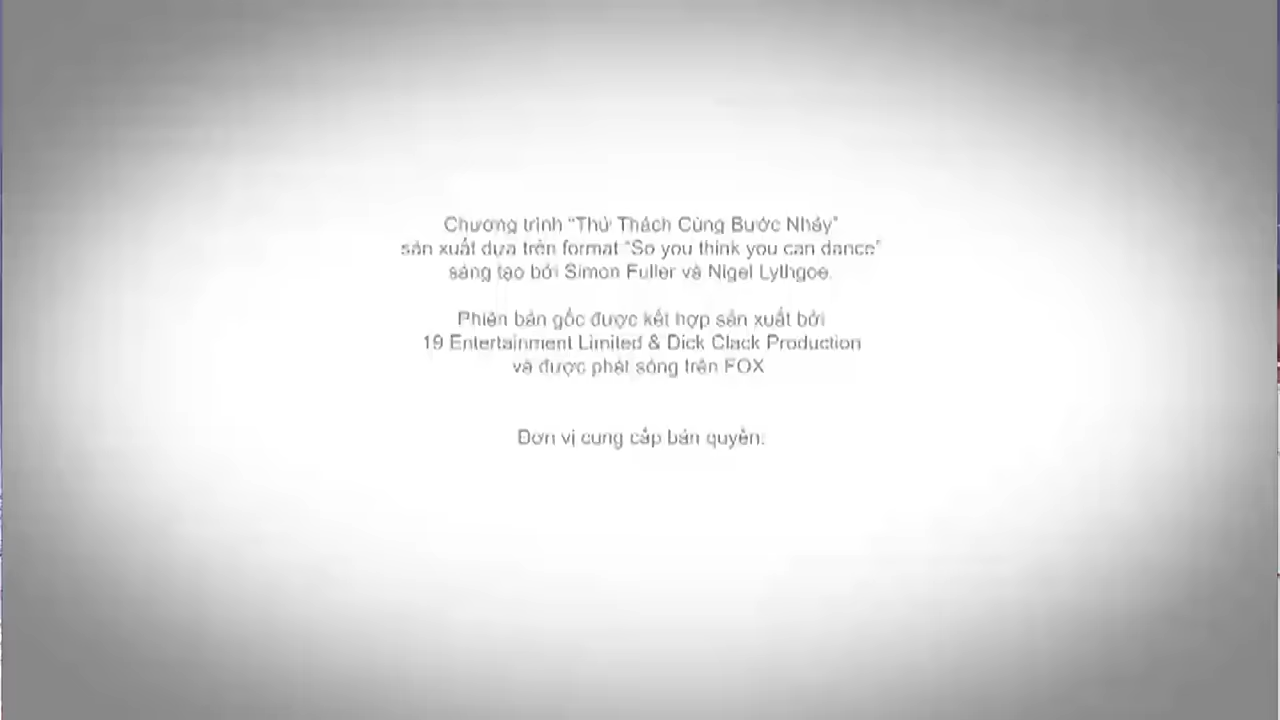 Chương trình “Thử Thách Cùng Bước Nhảy”
sản xuất dựa trên format “So you think you can dance”
sáng tạo bởi Simon Fuller và Nigel Lythgoe.
Phiên bản gốc được kết hợp sản xuất bởi
19 Entertainment Limited & Dick Clack Production
và được phát sóng trên FOX
Đơn vị cung cấp bản quyền: